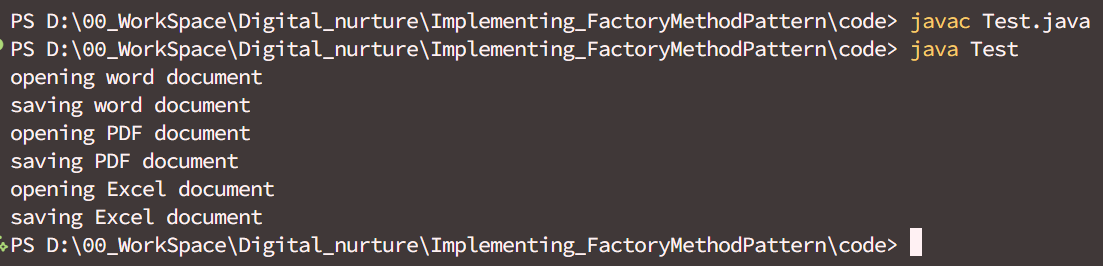 PS D:\00_WorkSpace\Digital_nurture\Implementing_FactoryMethodPattern\code> javac Test.java
PS D:\00_WorkSpace\Digital_nurture\Implementing_FactoryMethodPattern\code> java Test
opening word document
saving word document
opening PDF document
saving PDF document
opening Excel document
saving Excel document
PS D:\00_WorkSpace\Digital_nurture\Implementing_FactoryMethodPattern\code>